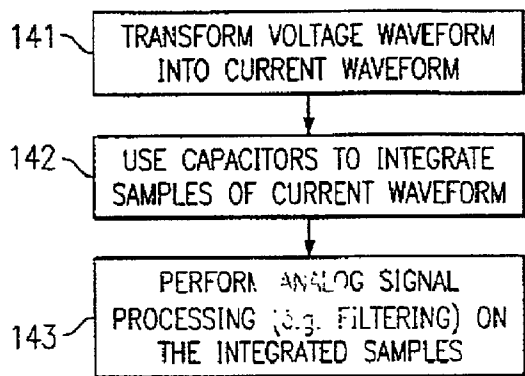 141
TRANSFORM VOLTAGE WAVEFORM
INTO CURRENT WAVEFORM
142
USE CAPACITORS TO INTEGRATE
SAMPLES OF CURRENT WAVEFORM
143
PERFORM ANALOG SIGNAL
PROCESSING (e.g. FILTERING) ON
THE INTEGRATED SAMPLES